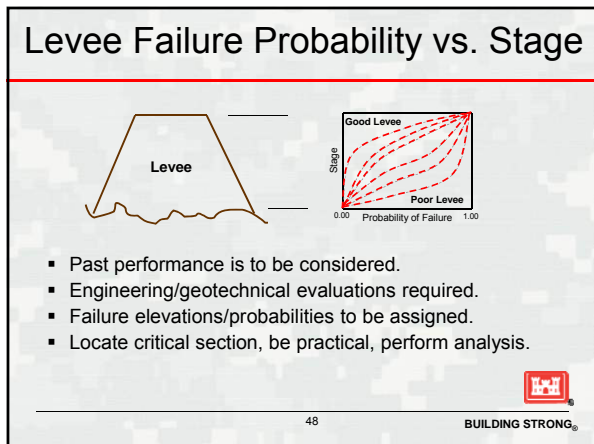 Levee Failure Probability vs. Stage
Levee
Good Levee
Stage
Poor Levee
0.00 Probability of Failure 1.00
▪ Past performance is to be considered.
▪ Engineering/geotechnical evaluations required.
▪ Failure elevations/probabilities to be assigned.
▪ Locate critical section, be practical, perform analysis.
®
48
BUILDING STRONG®